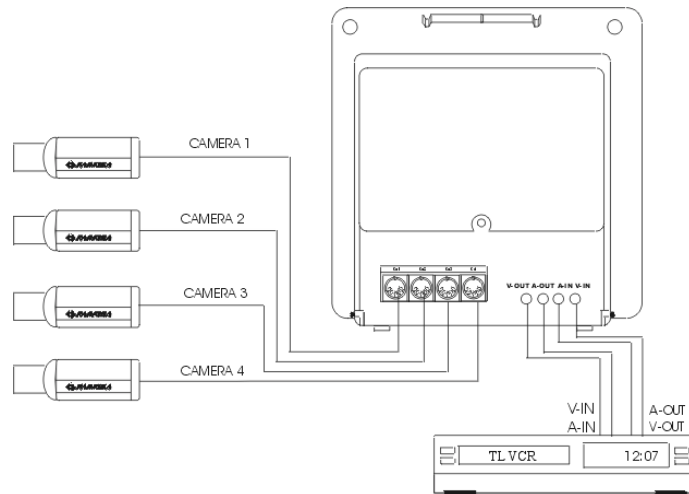 CAMERA 1
CAMERA 2
CAMERA 3
CAMERA 4
V-OUT A-OUT A-IN V-IN
V-IN
A-IN
A-OUT
V-OUT
TL VCR
12:07